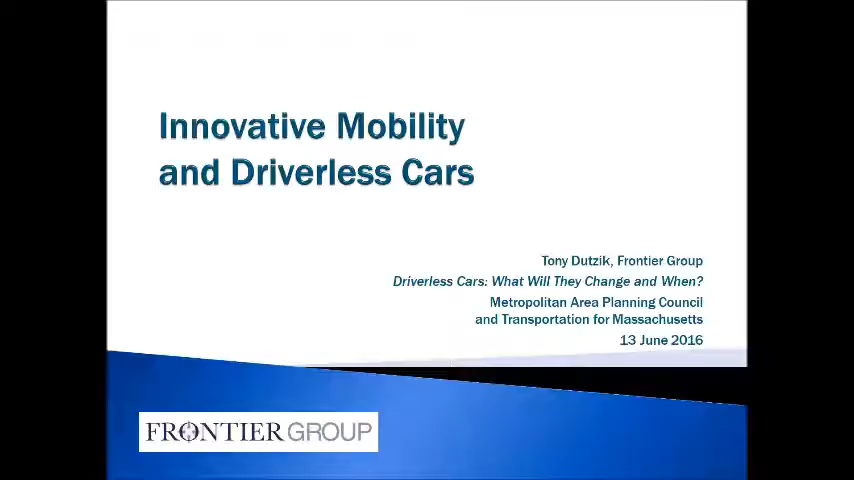 Innovative Mobility
and Driverless Cars
Tony Dutzik, Frontier Group
Driverless Cars: What Will They Change and When?
Metropolitan Area Planning Council
and Transportation for Massachusetts
13 June 2016
FRONTIER GROUP